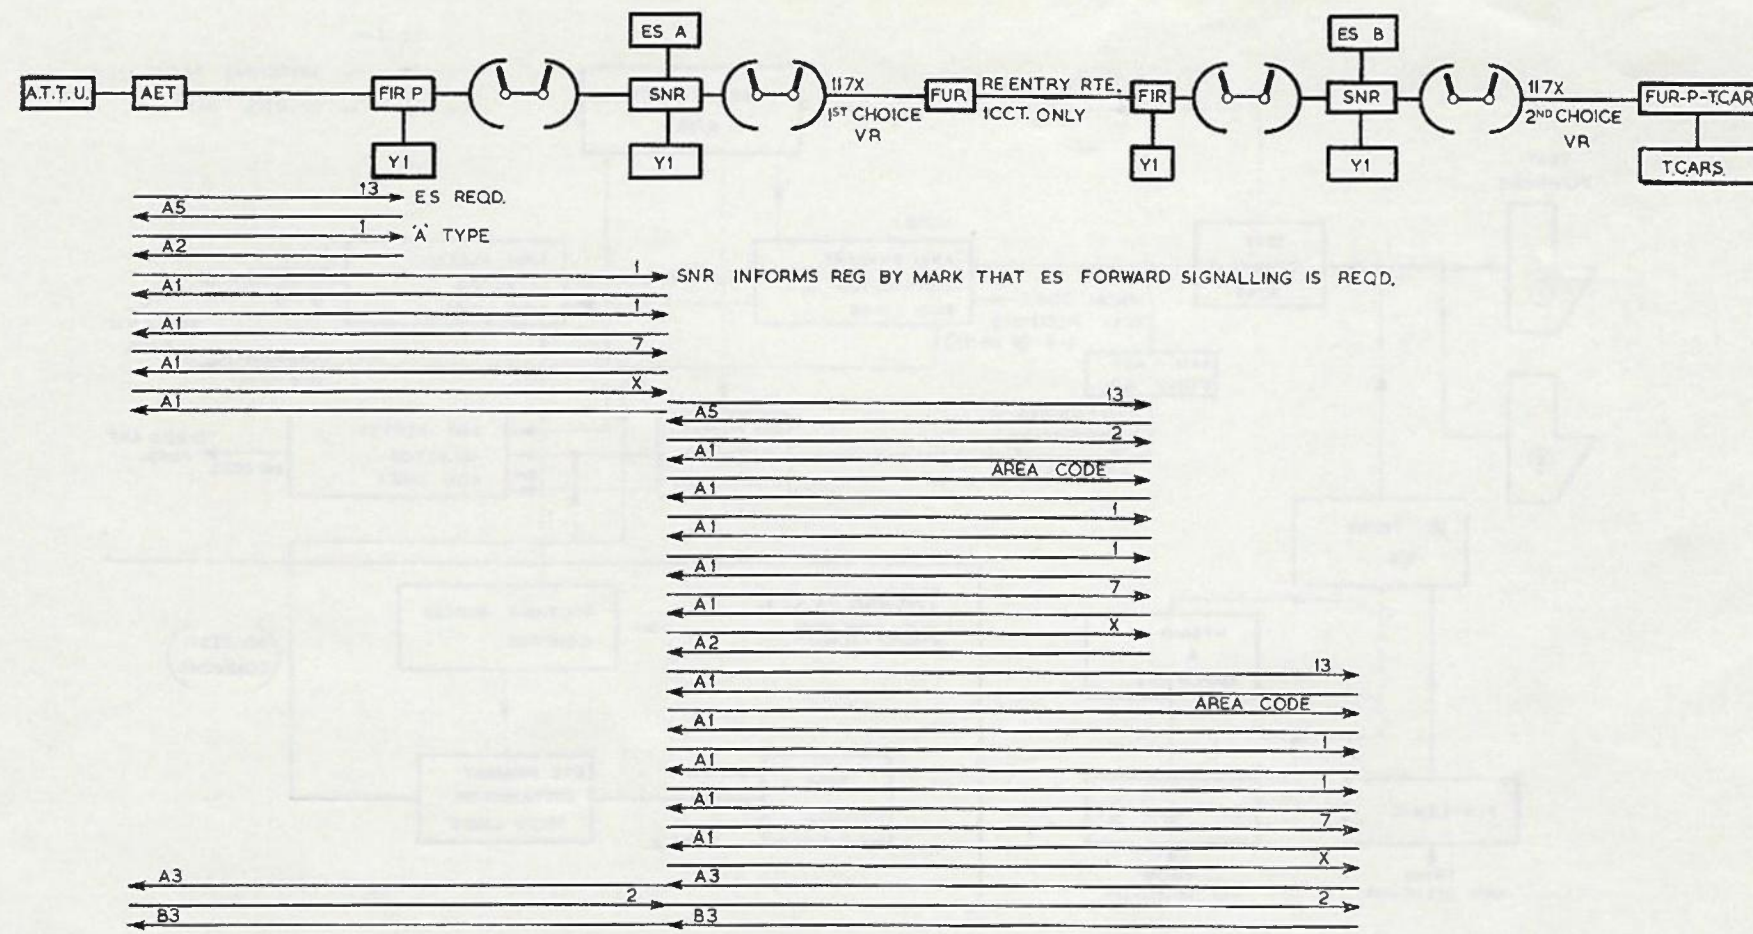 ES A
ES B
A.T.T.U.
AET
FIR P
SNR
117X
1ST CHOICE
VR
FUR
RE ENTRY RTE.
1CCT. ONLY
FIR
SNR
117X
2ND CHOICE
VR
FUR-P-T.CAR
Y1
Y1
Y1
Y1
T.CARS.
13 ES REQD.
A5
1 'A' TYPE
A2
1 SNR INFORMS REG BY MARK THAT ES FORWARD SIGNALLING IS REQD.
A1
1
A1
7
A1
X
A1
13
A5
2
A1
AREA CODE
A1
1
A1
1
A1
7
A1
X
A2
13
A1
AREA CODE
A1
1
A1
1
A1
7
A1
X
A3 A3
2 2
B3 B3